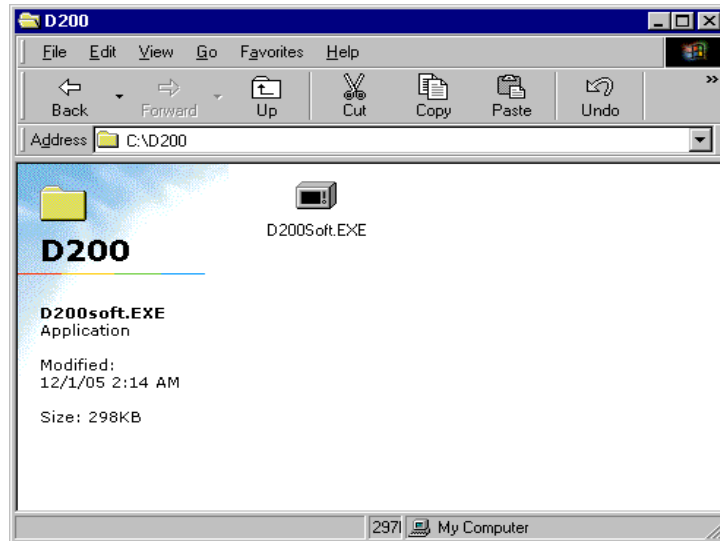 D200
File Edit View Go Favorites Help
»
Back Forward Up Cut Copy Paste Undo
Address C:\D200
D200Soft.EXE
D200
D200soft.EXE
Application
Modified:
12/1/05 2:14 AM
Size: 298KB
My Computer